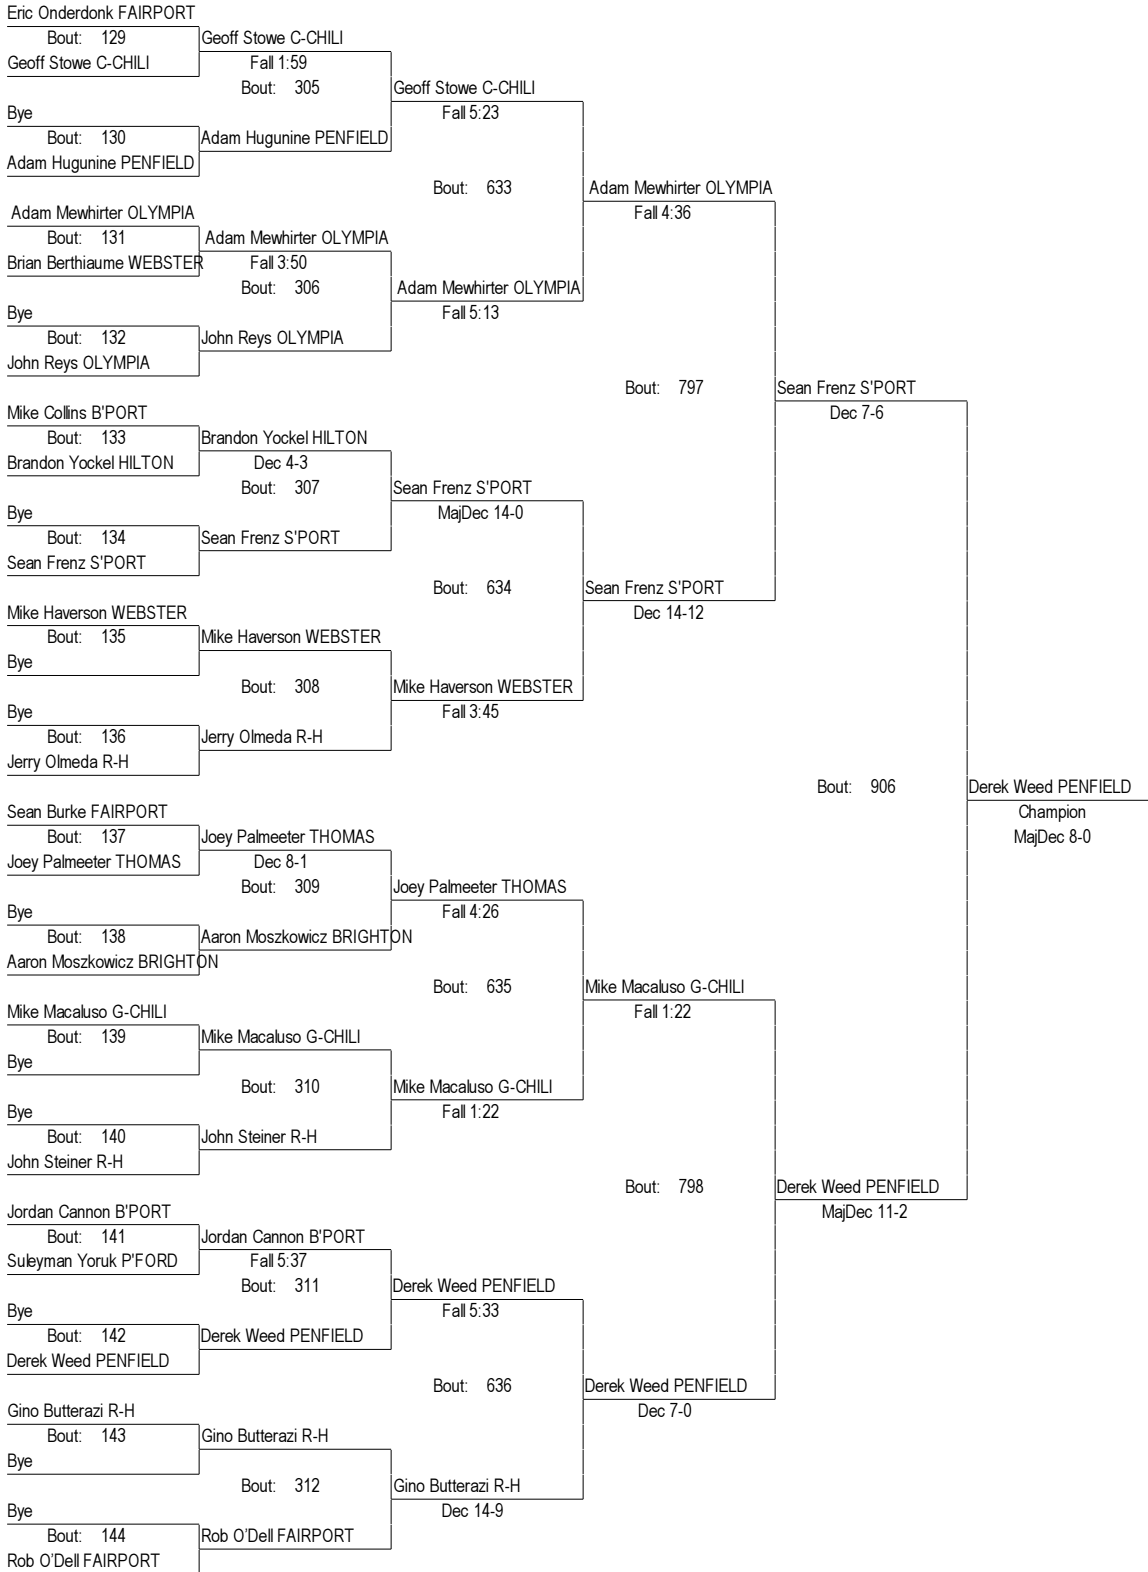 Eric Onderdonk FAIRPORT
Bout: 129
Geoff Stowe C-CHILI
Geoff Stowe C-CHILI
Fall 1:59
Bout: 305
Geoff Stowe C-CHILI
Fall 5:23
Bye
Bout: 130
Adam Hugunine PENFIELD
Adam Hugunine PENFIELD
Bout: 633
Adam Mewhirter OLYMPIA
Fall 4:36
Adam Mewhirter OLYMPIA
Bout: 131
Brian Berthiaume WEBSTER
Adam Mewhirter OLYMPIA
Fall 3:50
Bout: 306
Adam Mewhirter OLYMPIA
Fall 5:13
Bye
Bout: 132
John Reys OLYMPIA
John Reys OLYMPIA
Bout: 797
Sean Frenz S'PORT
Dec 7-6
Mike Collins B'PORT
Bout: 133
Brandon Yockel HILTON
Brandon Yockel HILTON
Dec 4-3
Bout: 307
Sean Frenz S'PORT
MajDec 14-0
Bye
Bout: 134
Sean Frenz S'PORT
Sean Frenz S'PORT
Bout: 634
Sean Frenz S'PORT
Dec 14-12
Mike Haverson WEBSTER
Bout: 135
Bye
Mike Haverson WEBSTER
Bout: 308
Mike Haverson WEBSTER
Fall 3:45
Bye
Bout: 136
Jerry Olmeda R-H
Jerry Olmeda R-H
Bout: 906
Derek Weed PENFIELD
Champion
MajDec 8-0
Sean Burke FAIRPORT
Bout: 137
Joey Palmeeter THOMAS
Joey Palmeeter THOMAS
Dec 8-1
Bout: 309
Joey Palmeeter THOMAS
Fall 4:26
Bye
Bout: 138
Aaron Moszkowicz BRIGHTON
Aaron Moszkowicz BRIGHTON
Bout: 635
Mike Macaluso G-CHILI
Fall 1:22
Mike Macaluso G-CHILI
Bout: 139
Bye
Mike Macaluso G-CHILI
Bout: 310
Mike Macaluso G-CHILI
Fall 1:22
Bye
Bout: 140
John Steiner R-H
John Steiner R-H
Bout: 798
Derek Weed PENFIELD
MajDec 11-2
Jordan Cannon B'PORT
Bout: 141
Suleyman Yoruk P'FORD
Jordan Cannon B'PORT
Fall 5:37
Bout: 311
Derek Weed PENFIELD
Fall 5:33
Bye
Bout: 142
Derek Weed PENFIELD
Derek Weed PENFIELD
Bout: 636
Derek Weed PENFIELD
Dec 7-0
Gino Butterazi R-H
Bout: 143
Bye
Gino Butterazi R-H
Bout: 312
Gino Butterazi R-H
Dec 14-9
Bye
Bout: 144
Rob O'Dell FAIRPORT
Rob O'Dell FAIRPORT